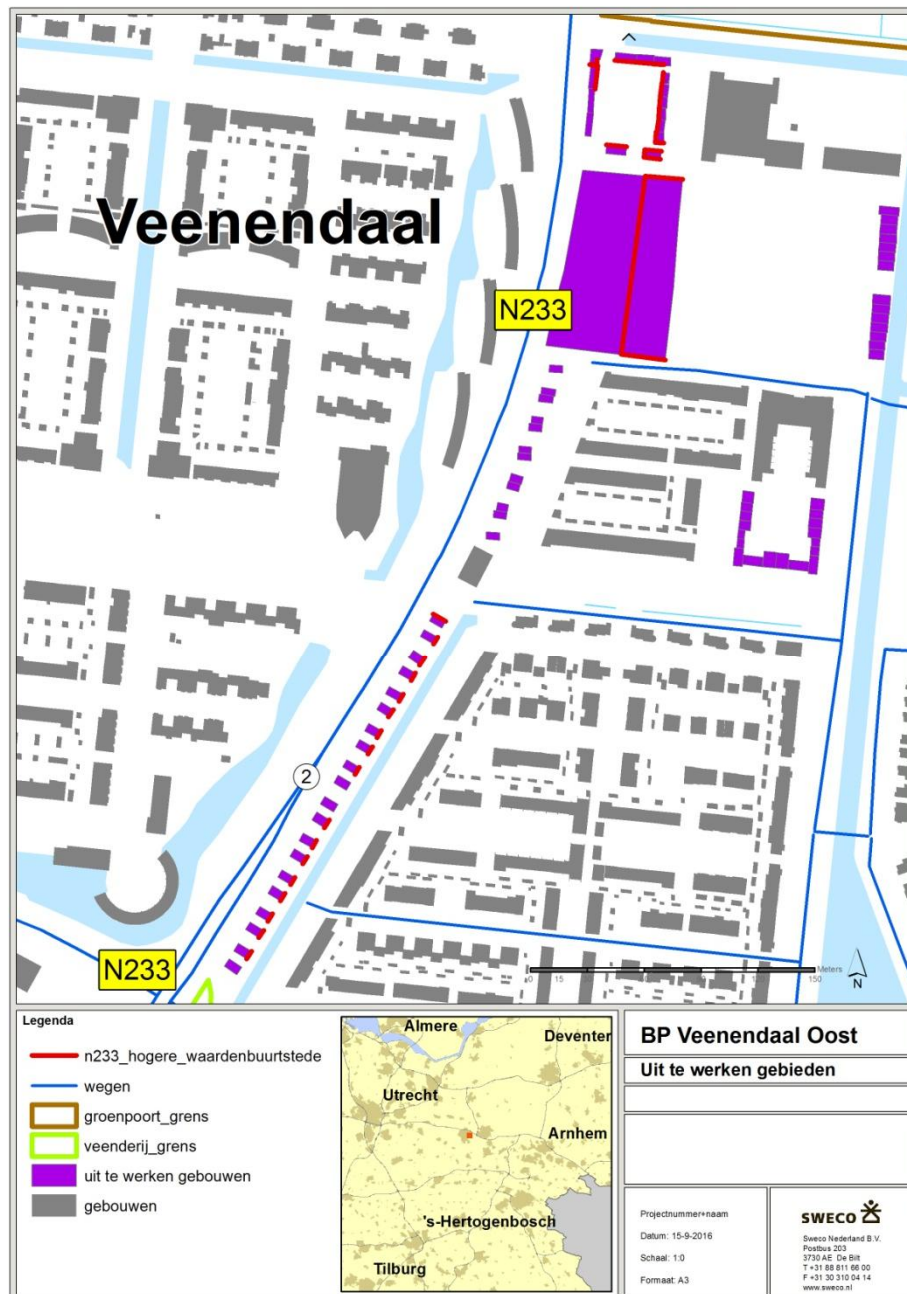 Veenendaal
N233
2
N233
0 15 150 Meters
N
Legenda
n233_hogere_waardenbuurtstede
wegen
groenpoort_grens
veenderij_grens
uit te werken gebouwen
gebouwen
Almere
Deventer
Utrecht
Arnhem
's-Hertogenbosch
Tilburg
BP Veenendaal Oost
Uit te werken gebieden
Projectnummer+naam
Datum: 15-9-2016
Schaal: 1:0
Formaat: A3
SWECO
Sweco Nederland B.V.
Postbus 203
3730 AE De Bilt
T +31 88 811 66 00
F +31 30 310 04 14
www.sweco.nl